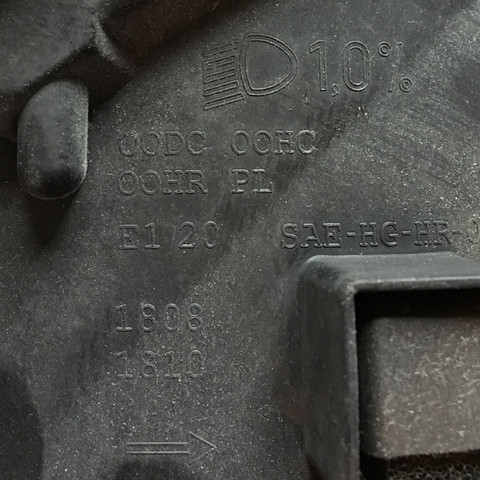 1,0%
OODC OOHC
OOHR PL
E1 20 SAE-HG-HR-
1808
1810